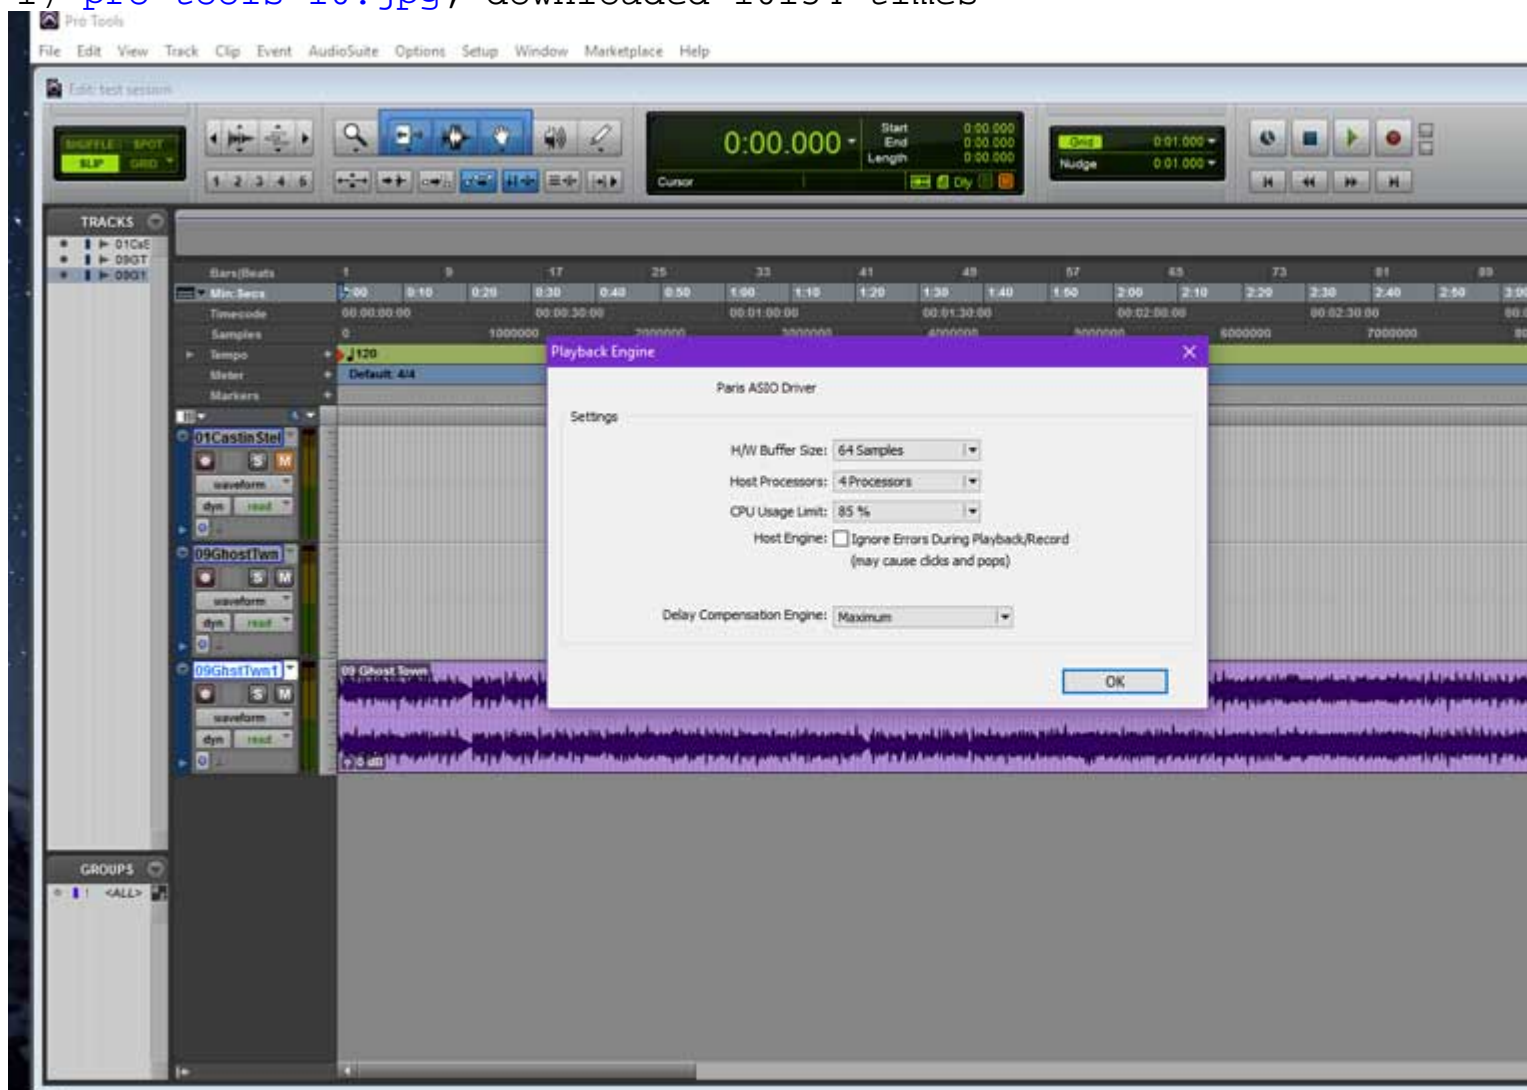 Pro Tools
File Edit View Track Clip Event AudioSuite Options Setup Window Marketplace Help
Edit: test session
SHUFFLE SPOT
SLIP GRID
1 2 3 4 5
0:00.000
Start 0:00.000
End 0:00.000
Length 0:00.000
Cursor
Dly
Grid 0:01.000
Nudge 0:01.000
TRACKS
09GT
Bars|Beats 1 9 17 25 33 41 49 57 65 73 81 89
Min:Secs 0:00 0:10 0:20 0:30 0:40 0:50 1:00 1:10 1:20 1:30 1:40 1:50 2:00 2:10 2:20 2:30 2:40 2:50 3:00
Timecode 00:00:00:00 00:00:30:00 00:01:00:00 00:01:30:00 00:02:00:00 00:02:30:00
Samples 0 1000000 2000000 3000000 4000000 5000000 6000000 7000000
Tempo 120
Meter Default: 4/4
Markers
Playback Engine
Paris ASIO Driver
Settings
H/W Buffer Size: 64 Samples
Host Processors: 4 Processors
CPU Usage Limit: 85 %
Host Engine: Ignore Errors During Playback/Record
(may cause clicks and pops)
Delay Compensation Engine: Maximum
OK
01CastinStel
S M
waveform
dyn read
09GhostTwn
S M
waveform
dyn read
09GhstTwn1
S M
waveform
dyn read
09 Ghost Town
0 dB
GROUPS
! <ALL>